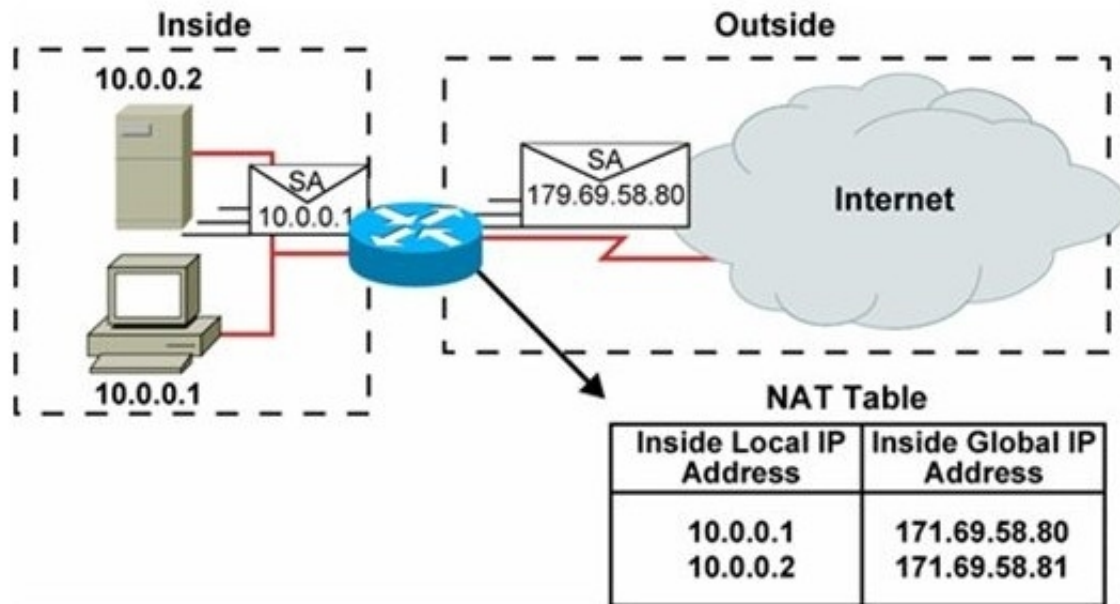 Inside
Outside
10.0.0.2
SA
10.0.0.1
SA
179.69.58.80
Internet
10.0.0.1
NAT Table
Inside Local IP Address
Inside Global IP Address
10.0.0.1 171.69.58.80
10.0.0.2 171.69.58.81